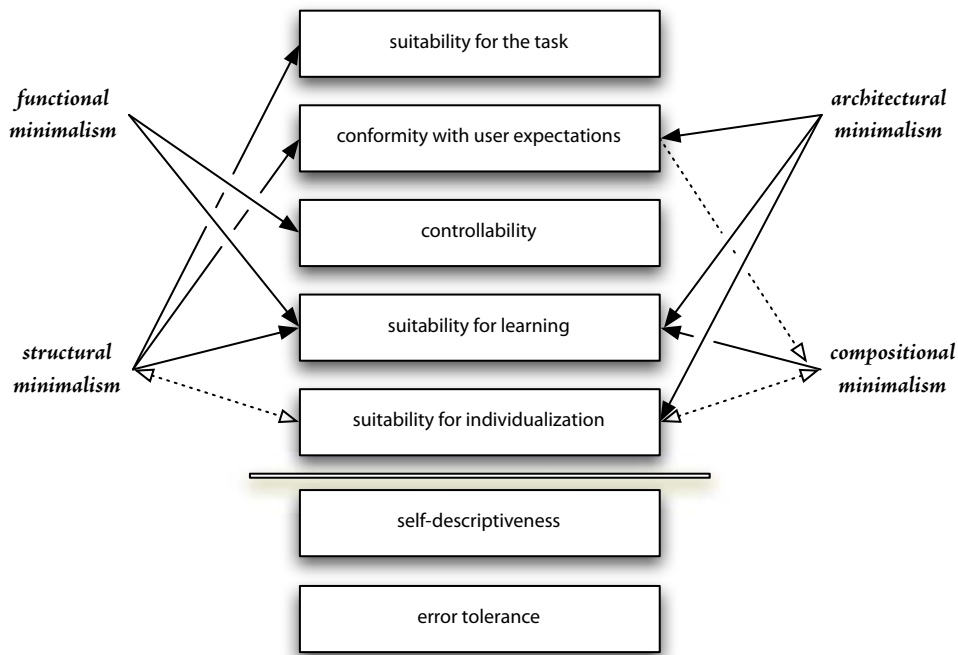 suitability for the task
functional
minimalism
architectural
minimalism
conformity with user expectations
controllability
suitability for learning
structural
minimalism
compositional
minimalism
suitability for individualization
self-descriptiveness
error tolerance